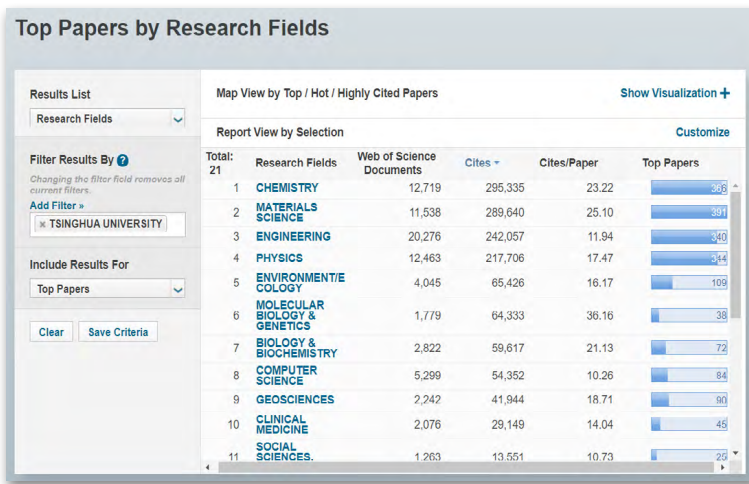 Top Papers by Research Fields
Results List
Research Fields
Filter Results By ?
Changing the filter field removes all
current filters.
Add Filter »
× TSINGHUA UNIVERSITY
Include Results For
Top Papers
Clear Save Criteria
Map View by Top / Hot / Highly Cited Papers Show Visualization +
Report View by Selection Customize
Total:
21
Research Fields
Web of Science
Documents
Cites
Cites/Paper
Top Papers
1 CHEMISTRY 12,719 295,335 23.22 366
2 MATERIALS
SCIENCE 11,538 289,640 25.10 391
3 ENGINEERING 20,276 242,057 11.94 340
4 PHYSICS 12,463 217,706 17.47 344
5 ENVIRONMENT/E
COLOGY 4,045 65,426 16.17 109
6 MOLECULAR
BIOLOGY &
GENETICS 1,779 64,333 36.16 38
7 BIOLOGY &
BIOCHEMISTRY 2,822 59,617 21.13 72
8 COMPUTER
SCIENCE 5,299 54,352 10.26 84
9 GEOSCIENCES 2,242 41,944 18.71 90
10 CLINICAL
MEDICINE 2,076 29,149 14.04 45
11 SOCIAL
SCIENCES, 1,263 13,551 10.73 25